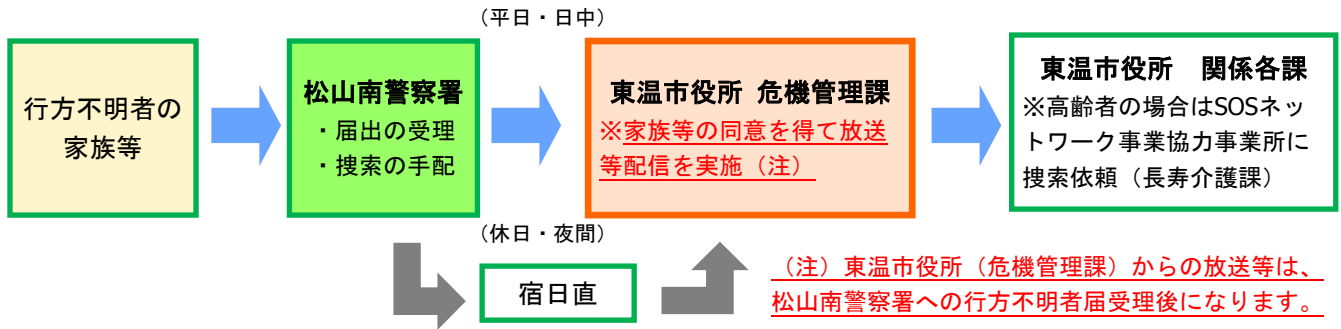 （平日・日中）
行方不明者の
家族等
松山南警察署
・届出の受理
・捜索の手配
東温市役所 危機管理課
※家族等の同意を得て放送
等配信を実施（注）
東温市役所　関係各課
※高齢者の場合はSOSネッ
トワーク事業協力事業所に
捜索依頼（長寿介護課）
（休日・夜間）
宿日直
（注）東温市役所（危機管理課）からの放送等は、
松山南警察署への行方不明者届受理後になります。